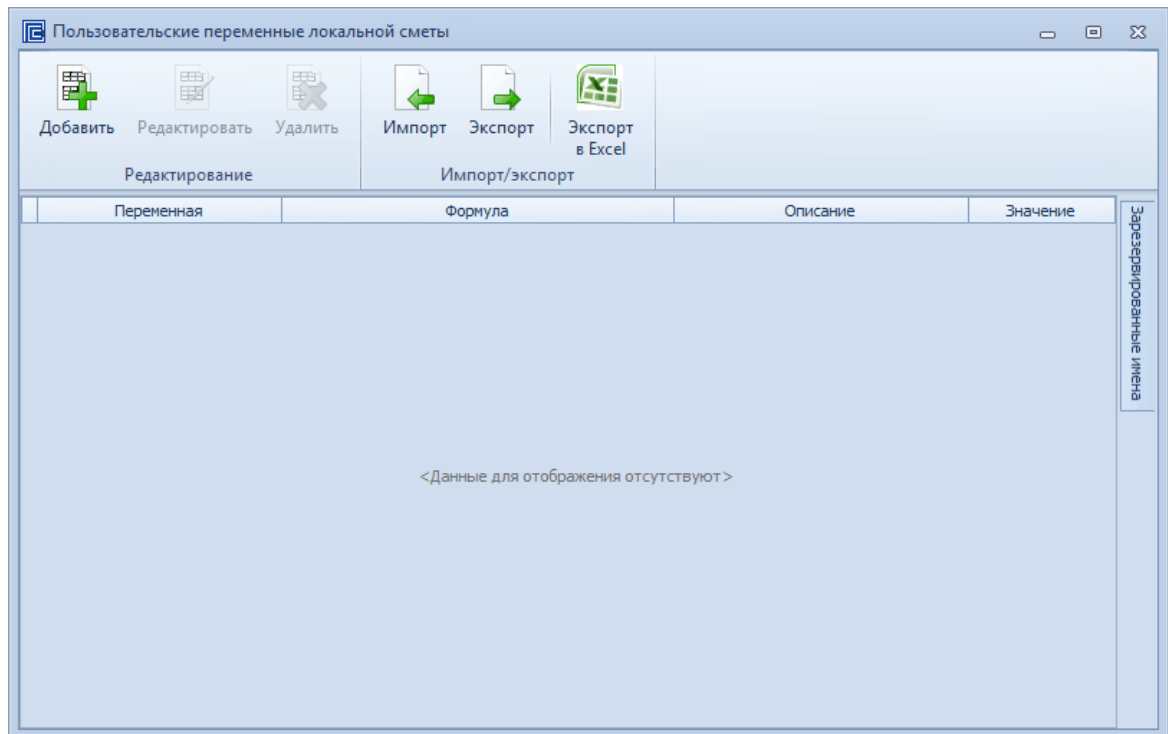 Пользовательские переменные локальной сметы
Добавить Редактировать Удалить Импорт Экспорт Экспорт
в Excel
Редактирование Импорт/экспорт
Переменная Формула Описание Значение
Зарезервированные имена
<Данные для отображения отсутствуют>